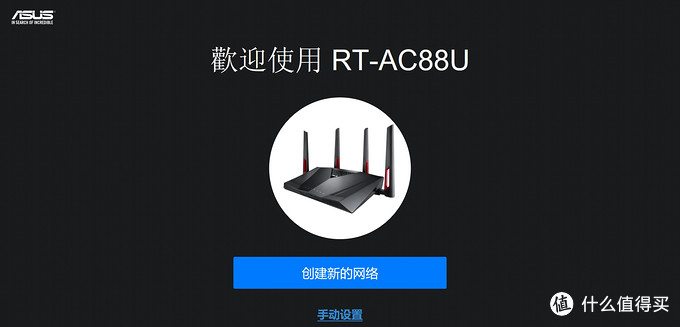 ASUS
IN SEARCH OF INCREDIBLE
歡迎使用 RT-AC88U
创建新的网络
手动设置
值 什么值得买